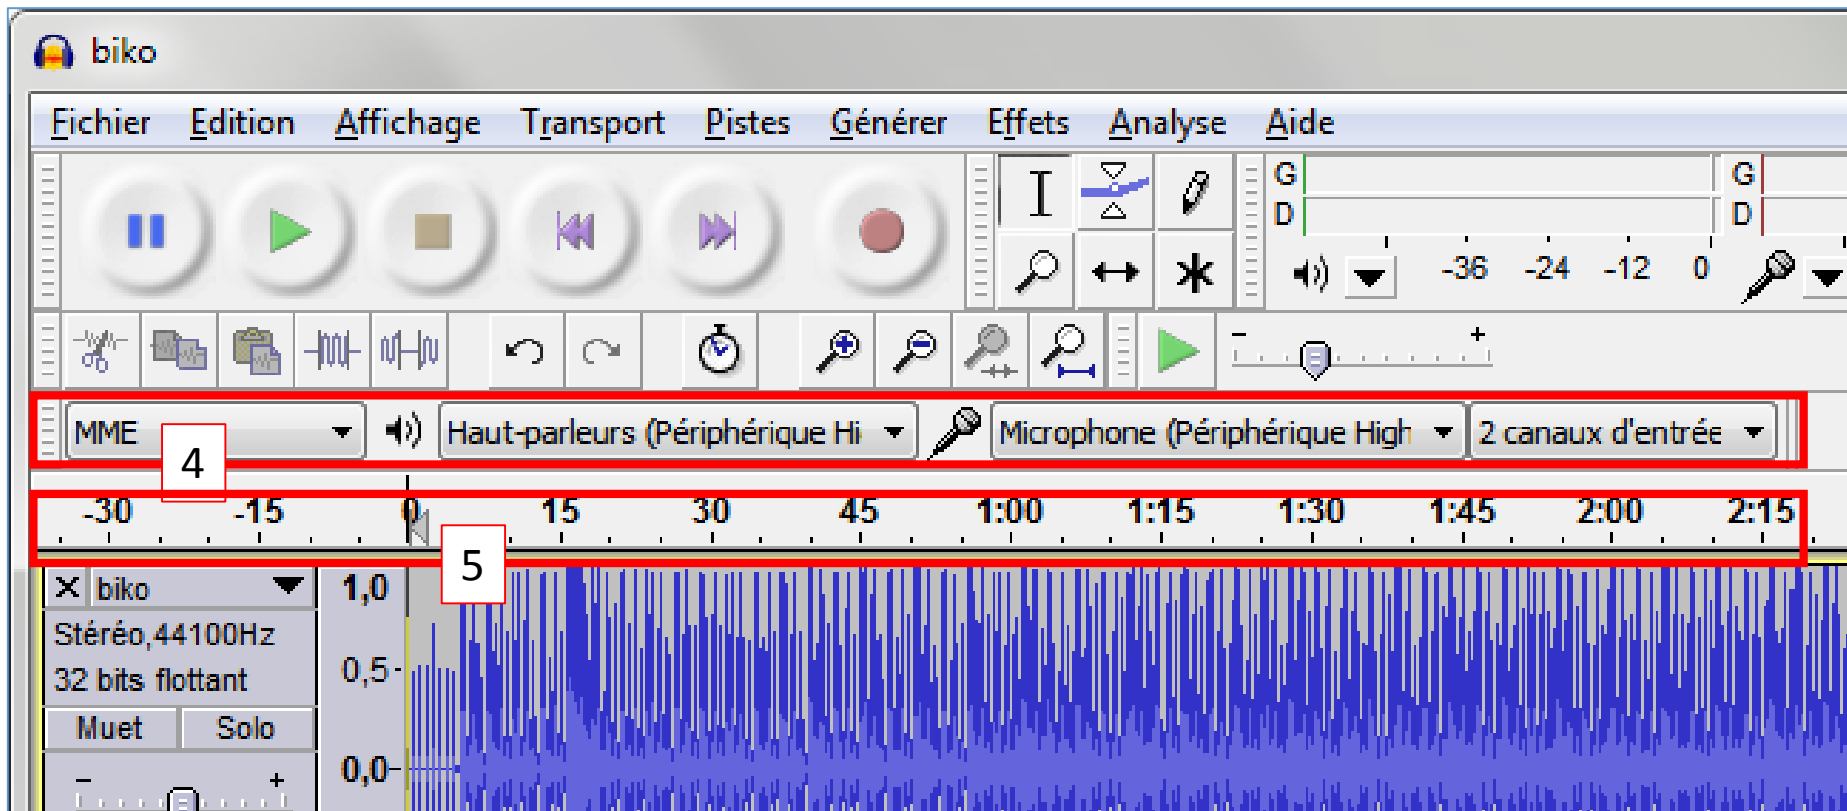 biko
Fichier Edition Affichage Transport Pistes Générer Effets Analyse Aide
G G
D D
-36 -24 -12 0
- +
MME Haut-parleurs (Périphérique Hi Microphone (Périphérique High 2 canaux d'entrée
4
-30 -15 0 15 30 45 1:00 1:15 1:30 1:45 2:00 2:15
5
X biko 1,0
Stéréo,44100Hz
32 bits flottant 0,5-
Muet Solo
0,0-
- +